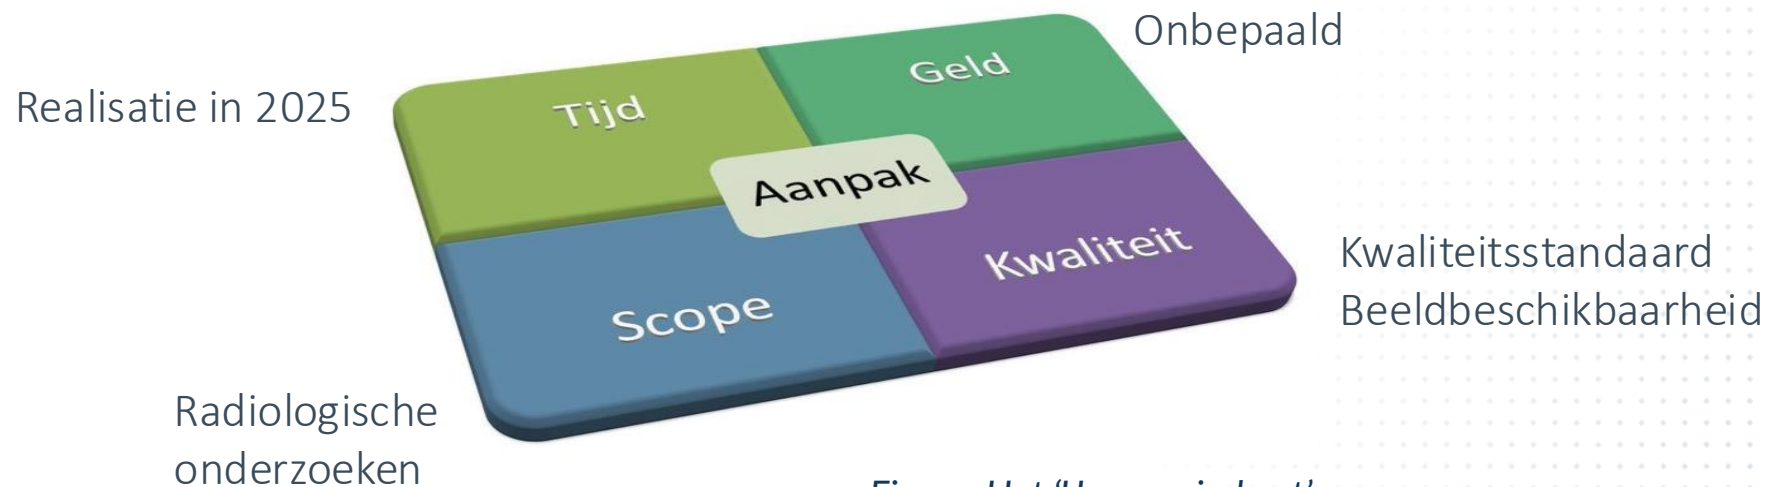 Onbepaald
Geld
Realisatie in 2025
Tijd
Aanpak
Kwaliteit
Kwaliteitsstandaard
Beeldbeschikbaarheid
Scope
Radiologische
onderzoeken